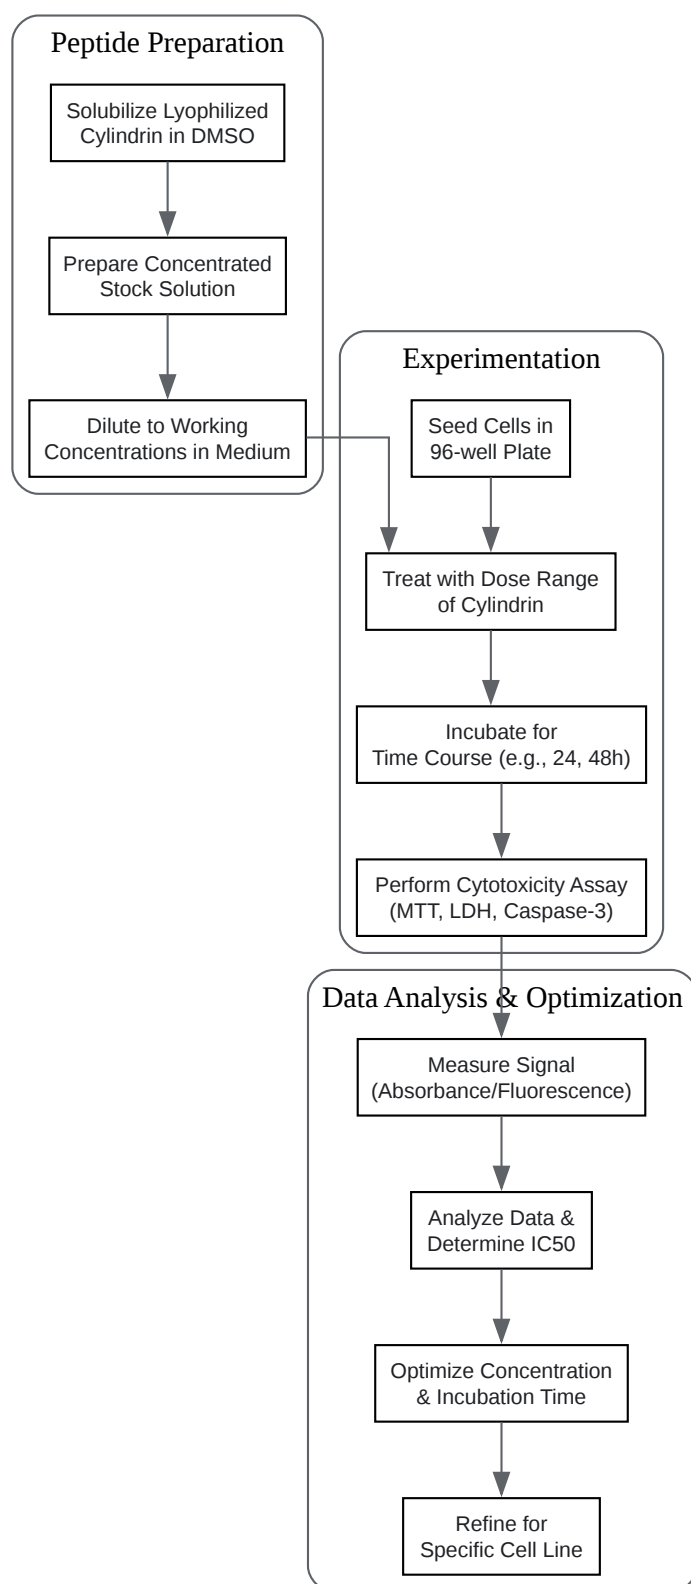 Peptide Preparation
Solubilize Lyophilized
Cylindrin in DMSO
Prepare Concentrated
Stock Solution
Dilute to Working
Concentrations in Medium
Experimentation
Seed Cells in
96-well Plate
Treat with Dose Range
of Cylindrin
Incubate for
Time Course (e.g., 24, 48h)
Perform Cytotoxicity Assay
(MTT, LDH, Caspase-3)
Data Analysis & Optimization
Measure Signal
(Absorbance/Fluorescence)
Analyze Data &
Determine IC50
Optimize Concentration
& Incubation Time
Refine for
Specific Cell Line